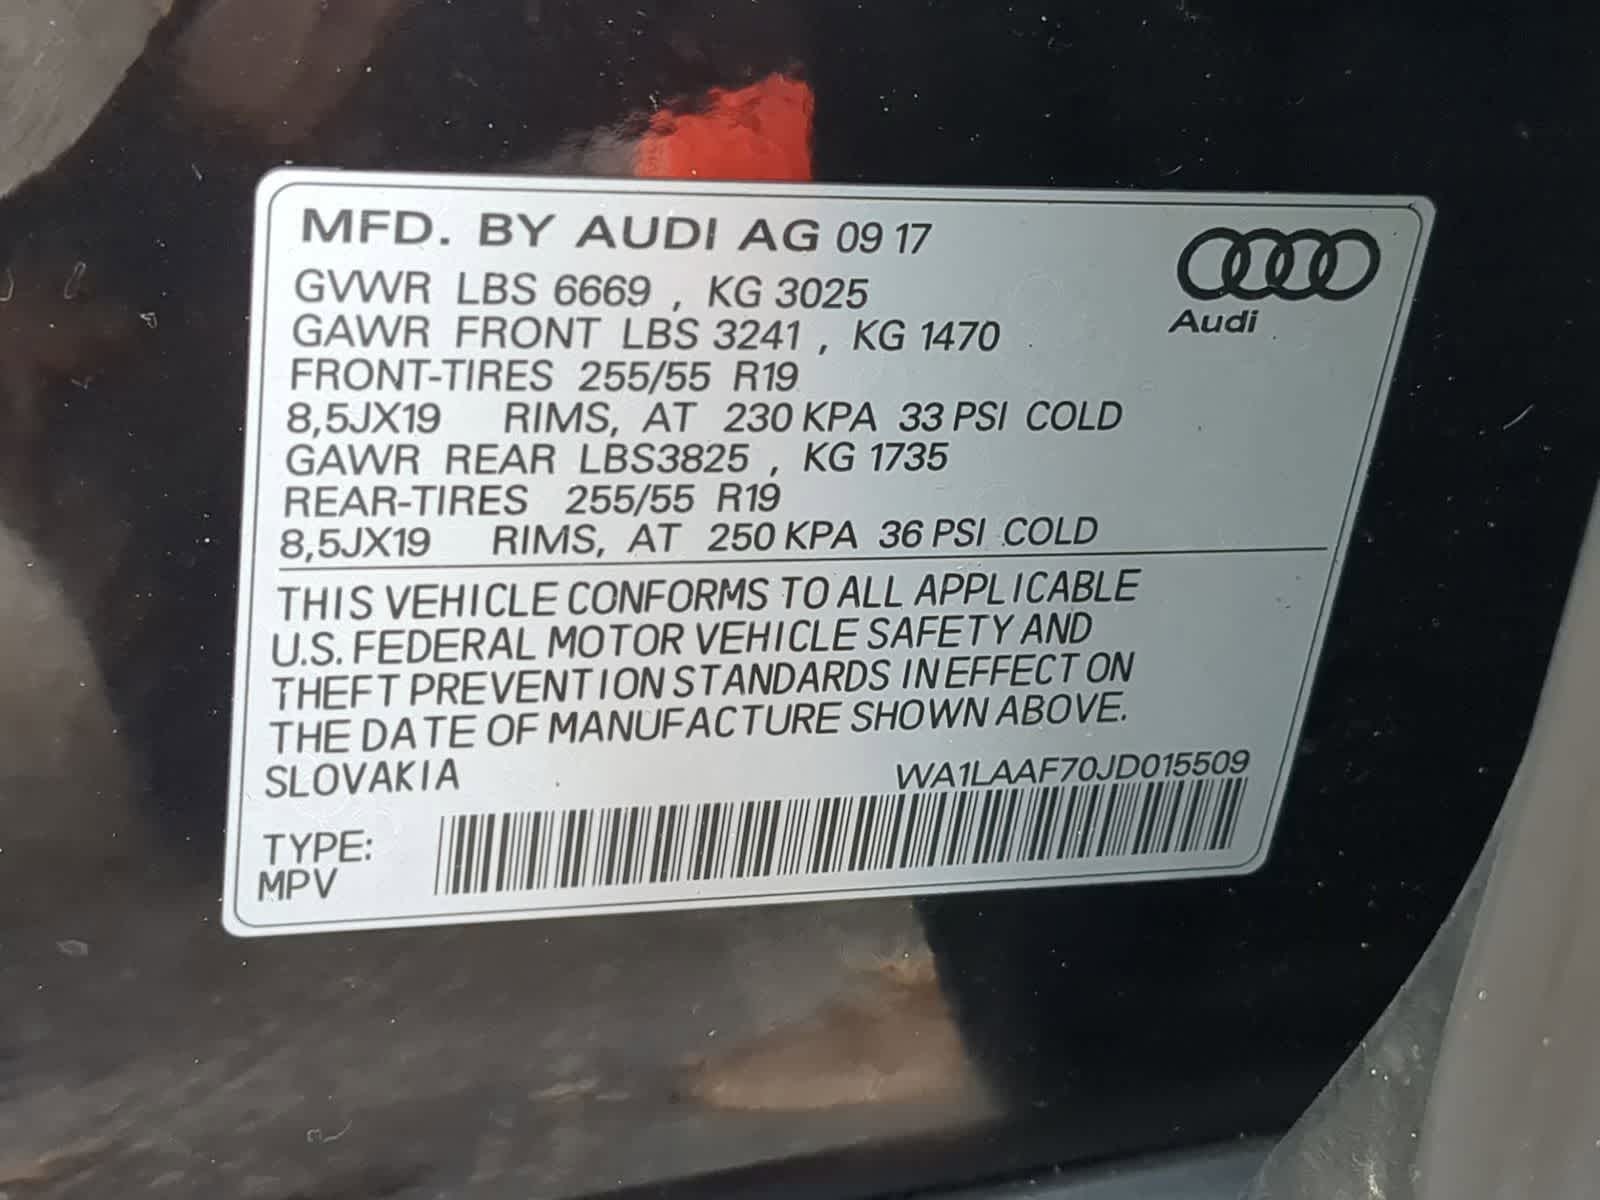 MFD. BY AUDI AG 09 17
Audi
GVWR LBS 6669 , KG 3025
GAWR FRONT LBS 3241 , KG 1470
FRONT-TIRES 255/55 R19
8,5JX19 RIMS, AT 230 KPA 33 PSI COLD
GAWR REAR LBS3825 , KG 1735
REAR-TIRES 255/55 R19
8,5JX19 RIMS, AT 250 KPA 36 PSI COLD
THIS VEHICLE CONFORMS TO ALL APPLICABLE
U.S. FEDERAL MOTOR VEHICLE SAFETY AND
THEFT PREVENTION STANDARDS IN EFFECT ON
THE DATE OF MANUFACTURE SHOWN ABOVE.
SLOVAKIA WA1LAAF70JD015509
TYPE:
MPV